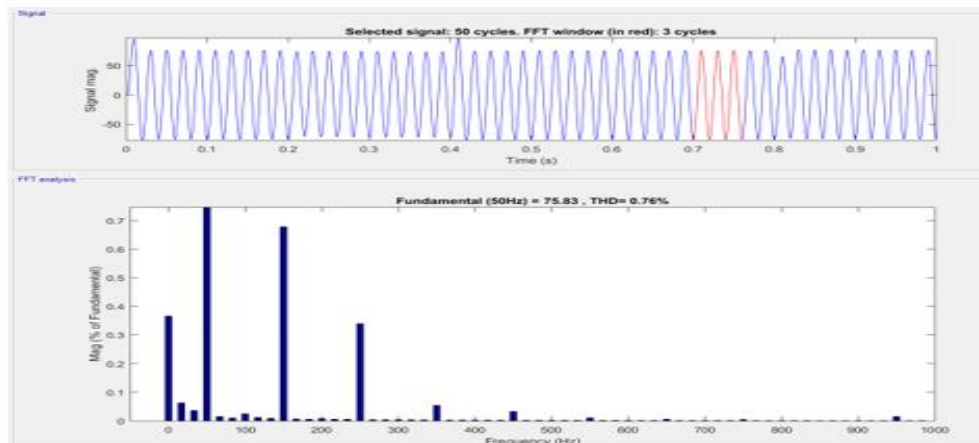 Signal
Selected signal: 50 cycles. FFT window (in red): 3 cycles
Signal mag.
50
0
-50
0 0.1 0.2 0.3 0.4 0.5 0.6 0.7 0.8 0.9 1
Time (s)
FFT analysis
Fundamental (50Hz) = 75.83 , THD= 0.76%
Mag (% of Fundamental)
0.7
0.6
0.5
0.4
0.3
0.2
0.1
0
0 100 200 300 400 500 600 700 800 900 1000
Frequency (Hz)